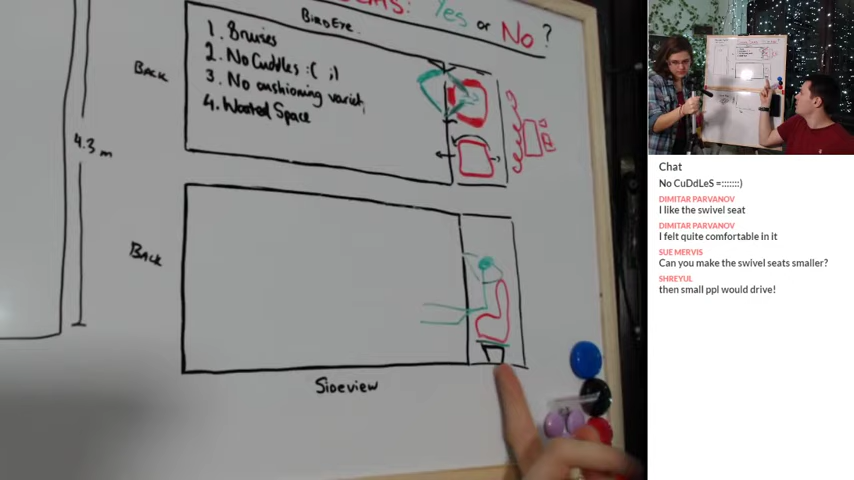 Yes or No?
BirdEye.
Back
1. Bruises
2. No Cuddles :( ;)
3. No cushioning variety
4. Wasted Space
4.3 m
Back
Sideview
Chat
No CuDdLeS =:::::::)
DIMITAR PARVANOV
I like the swivel seat
DIMITAR PARVANOV
I felt quite comfortable in it
SUE MERVIS
Can you make the swivel seats smaller?
SHREYUL
then small ppl would drive!